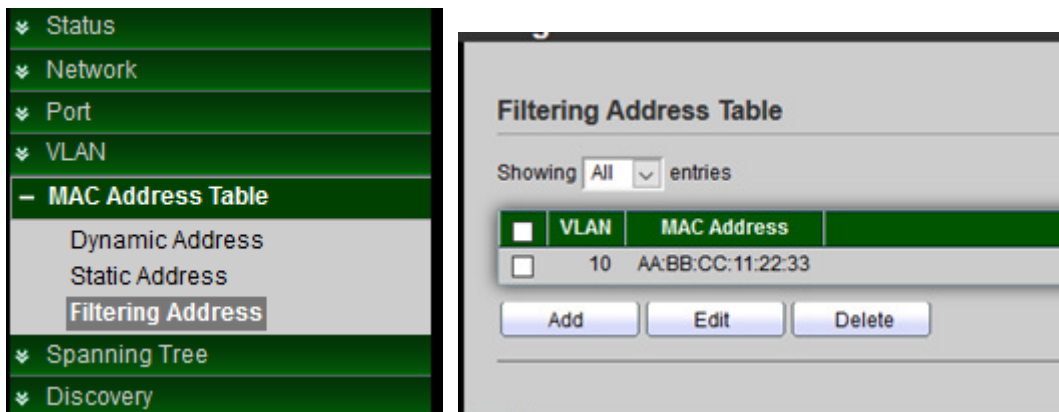 Status
Network
Port
VLAN
MAC Address Table
Dynamic Address
Static Address
Filtering Address
Spanning Tree
Discovery
Filtering Address Table
Showing All entries
VLAN MAC Address
10 AA:BB:CC:11:22:33
Add Edit Delete